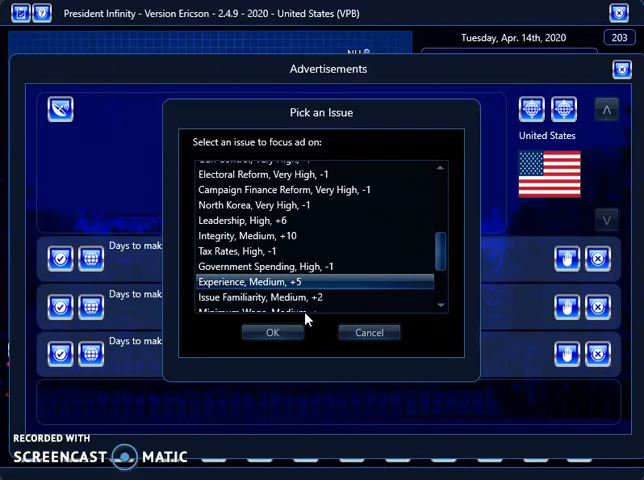 President Infinity - Version Ericson - 2.4.9 - 2020 - United States (VPB)
Tuesday, Apr. 14th, 2020
203
Advertisements
Pick an Issue
Select an issue to focus ad on:
Electoral Reform, Very High, -1
Campaign Finance Reform, Very High, -1
North Korea, Very High, -1
Leadership, High, +6
Integrity, Medium, +10
Tax Rates, High, -1
Government Spending, High, -1
Experience, Medium, +5
Issue Familiarity, Medium, +2
OK
Cancel
United States
Days to mak
Days to mak
Days to mak
RECORDED WITH
SCREENCAST MATIC